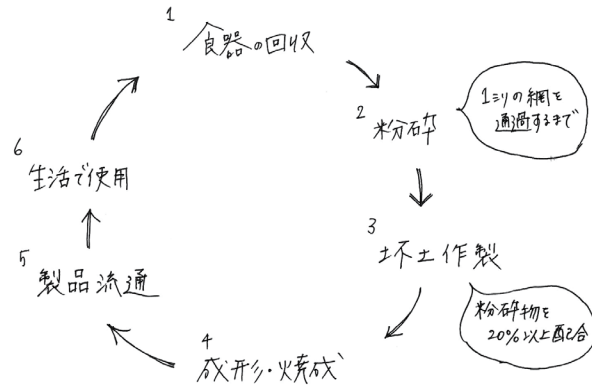 1
食器の回収
2
粉砕
1ミリの網を
通過するまで
3
坏土作製
粉砕物を
20%以上配合
4
成形・焼成
5
製品流通
6
生活で使用